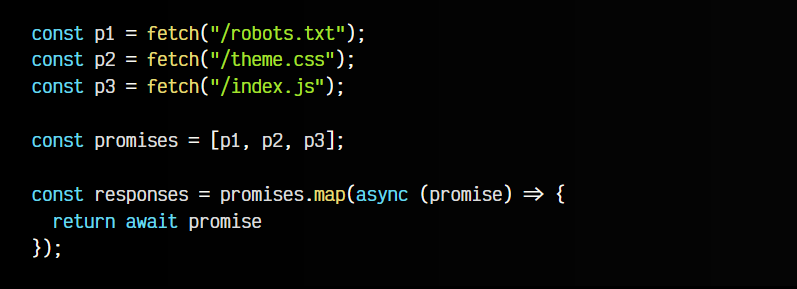 const p1 = fetch("/robots.txt");
const p2 = fetch("/theme.css");
const p3 = fetch("/index.js");
const promises = [p1, p2, p3];
const responses = promises.map(async (promise) => {
return await promise
});